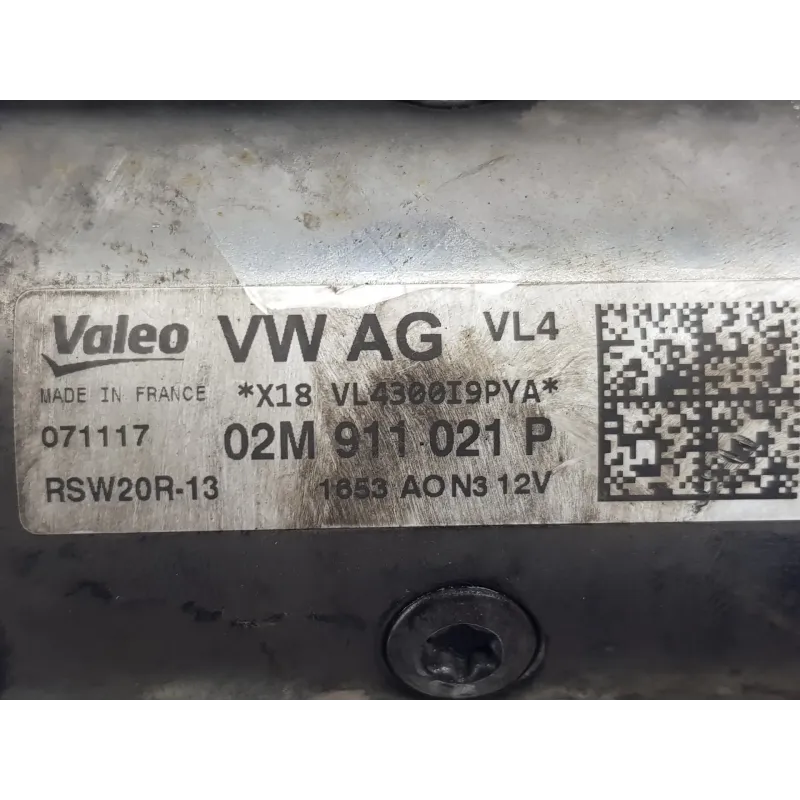 Valeo VW AG VL4
MADE IN FRANCE *X18 VL4300I9PYA*
071117 02M 911 021 P
RSW20R-13 1653 AO N3 12V